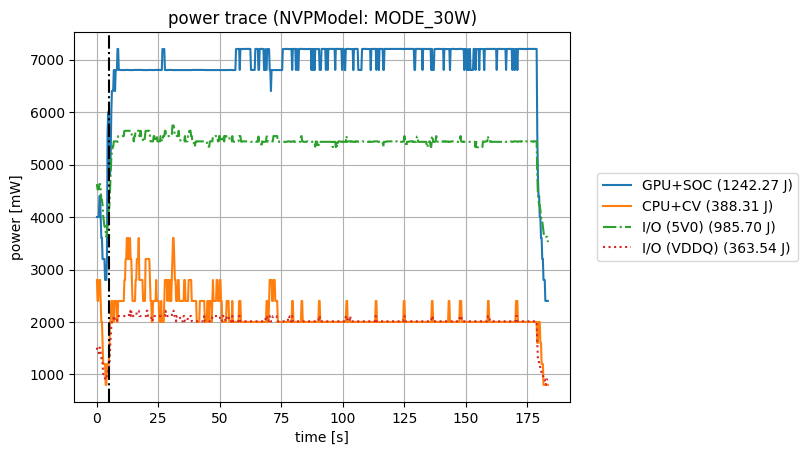 power trace (NVPModel: MODE_30W)
7000
6000
5000
4000
3000
2000
1000
power [mW]
0
25
50
75
100
125
150
175
time [s]
GPU+SOC (1242.27 J)
CPU+CV (388.31 J)
I/O (5V0) (985.70 J)
I/O (VDDQ) (363.54 J)